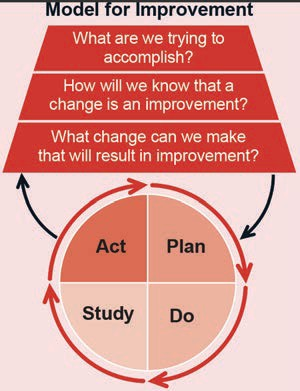 Model for Improvement
What are we trying to
accomplish?
How will we know that a
change is an improvement?
What change can we make
that will result in improvement?
Act
Plan
Study
Do